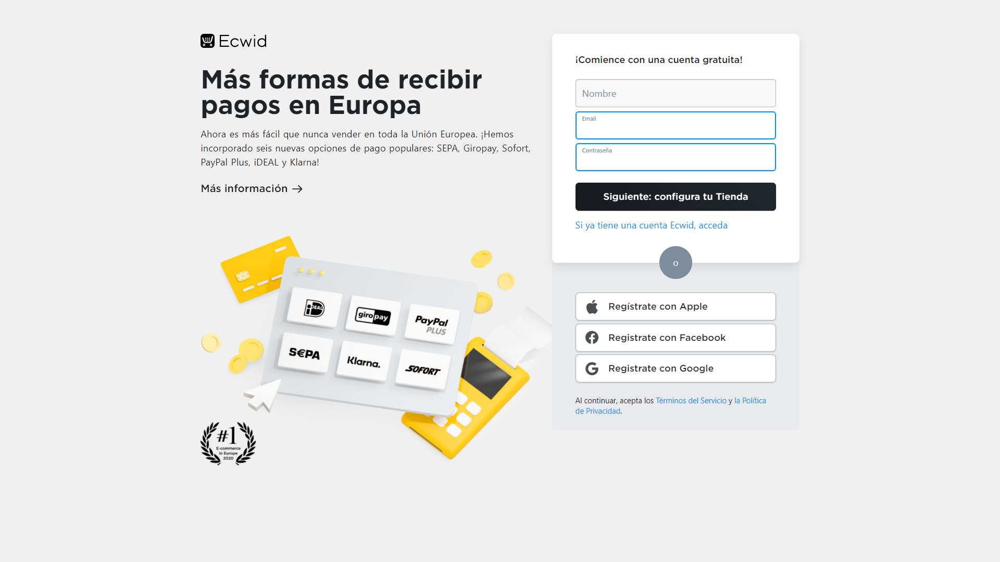 Ecwid
Más formas de recibir
pagos en Europa
Ahora es más fácil que nunca vender en toda la Unión Europea. ¡Hemos
incorporado seis nuevas opciones de pago populares: SEPA, Giropay, Sofort,
PayPal Plus, iDEAL y Klarna!
Más información →
iDEAL
giropay
PayPal
PLUS
S€PA
Klarna.
SOFORT
#1
E-commerce
in Europe
2020
¡Comience con una cuenta gratuita!
Nombre
Email
Contraseña
Siguiente: configura tu Tienda
Si ya tiene una cuenta Ecwid, acceda
o
Regístrate con Apple
Registrate con Facebook
Registrate con Google
Al continuar, acepta los Términos del Servicio y la Política
de Privacidad.